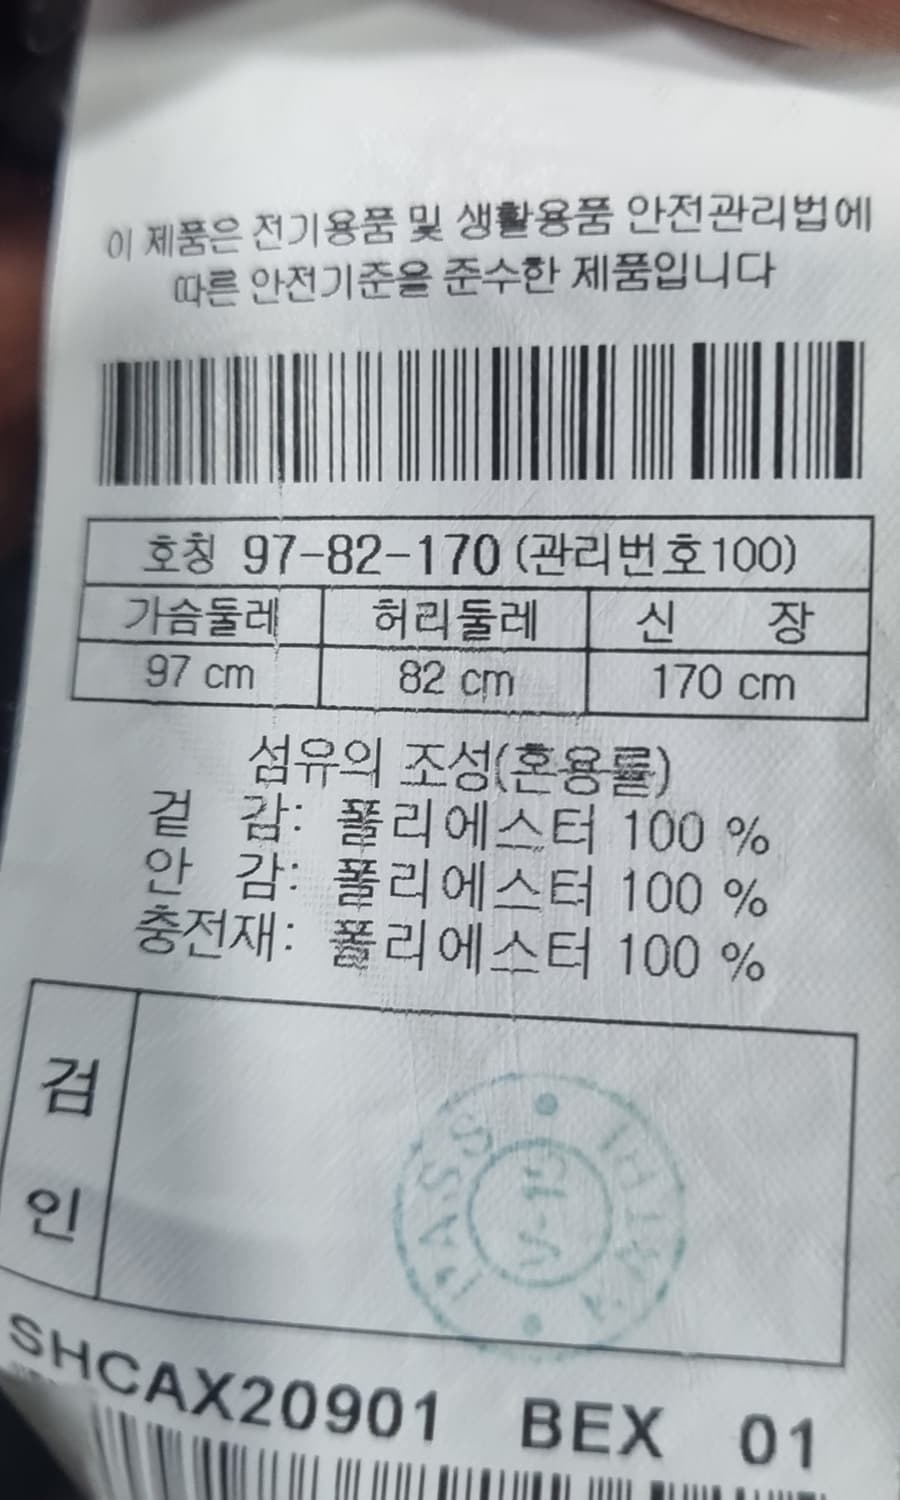 이 제품은 전기용품 및 생활용품 안전관리법에
따른 안전기준을 준수한 제품입니다
호칭 97-82-170 (관리번호100)
가슴둘레 허리둘레 신 장
97 cm 82 cm 170 cm
섬유의 조성(혼용률)
겉 감: 폴리에스터 100 %
안 감: 폴리에스터 100 %
충전재: 폴리에스터 100 %
검
인
PASS
SHCAX20901 BEX 01